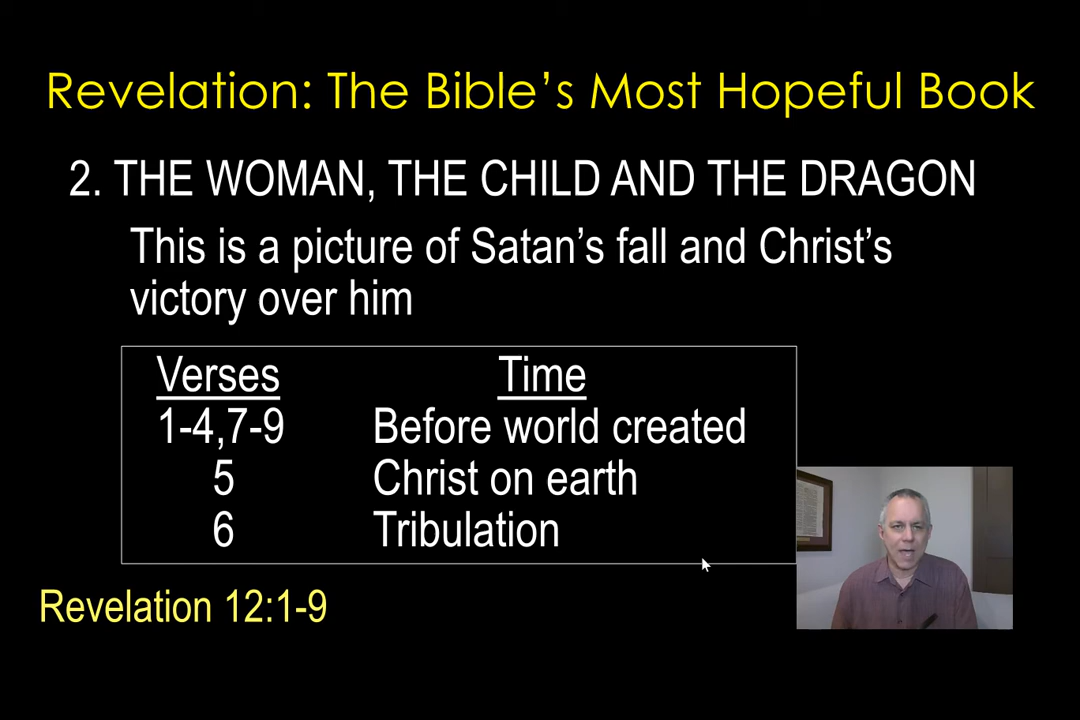 Revelation: The Bible's Most Hopeful Book
2. THE WOMAN, THE CHILD AND THE DRAGON
This is a picture of Satan's fall and Christ's
victory over him
Verses Time
1-4,7-9 Before world created
5 Christ on earth
6 Tribulation
Revelation 12:1-9